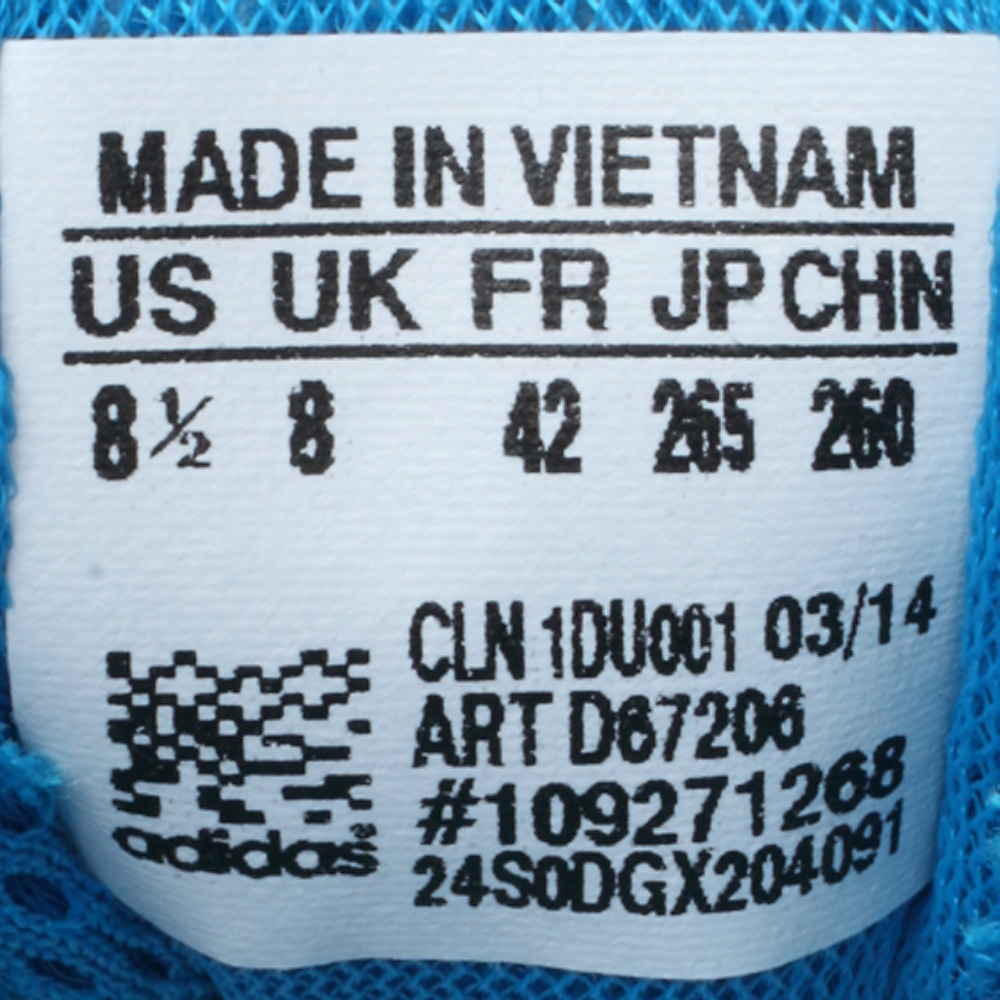 MADE IN VIETNAM
US UK FR JP CHN
8 ½ 8 42 265 260
CLN 1DU001 03/14
ART D67206
#109271268
24S0DGX204091
adidas